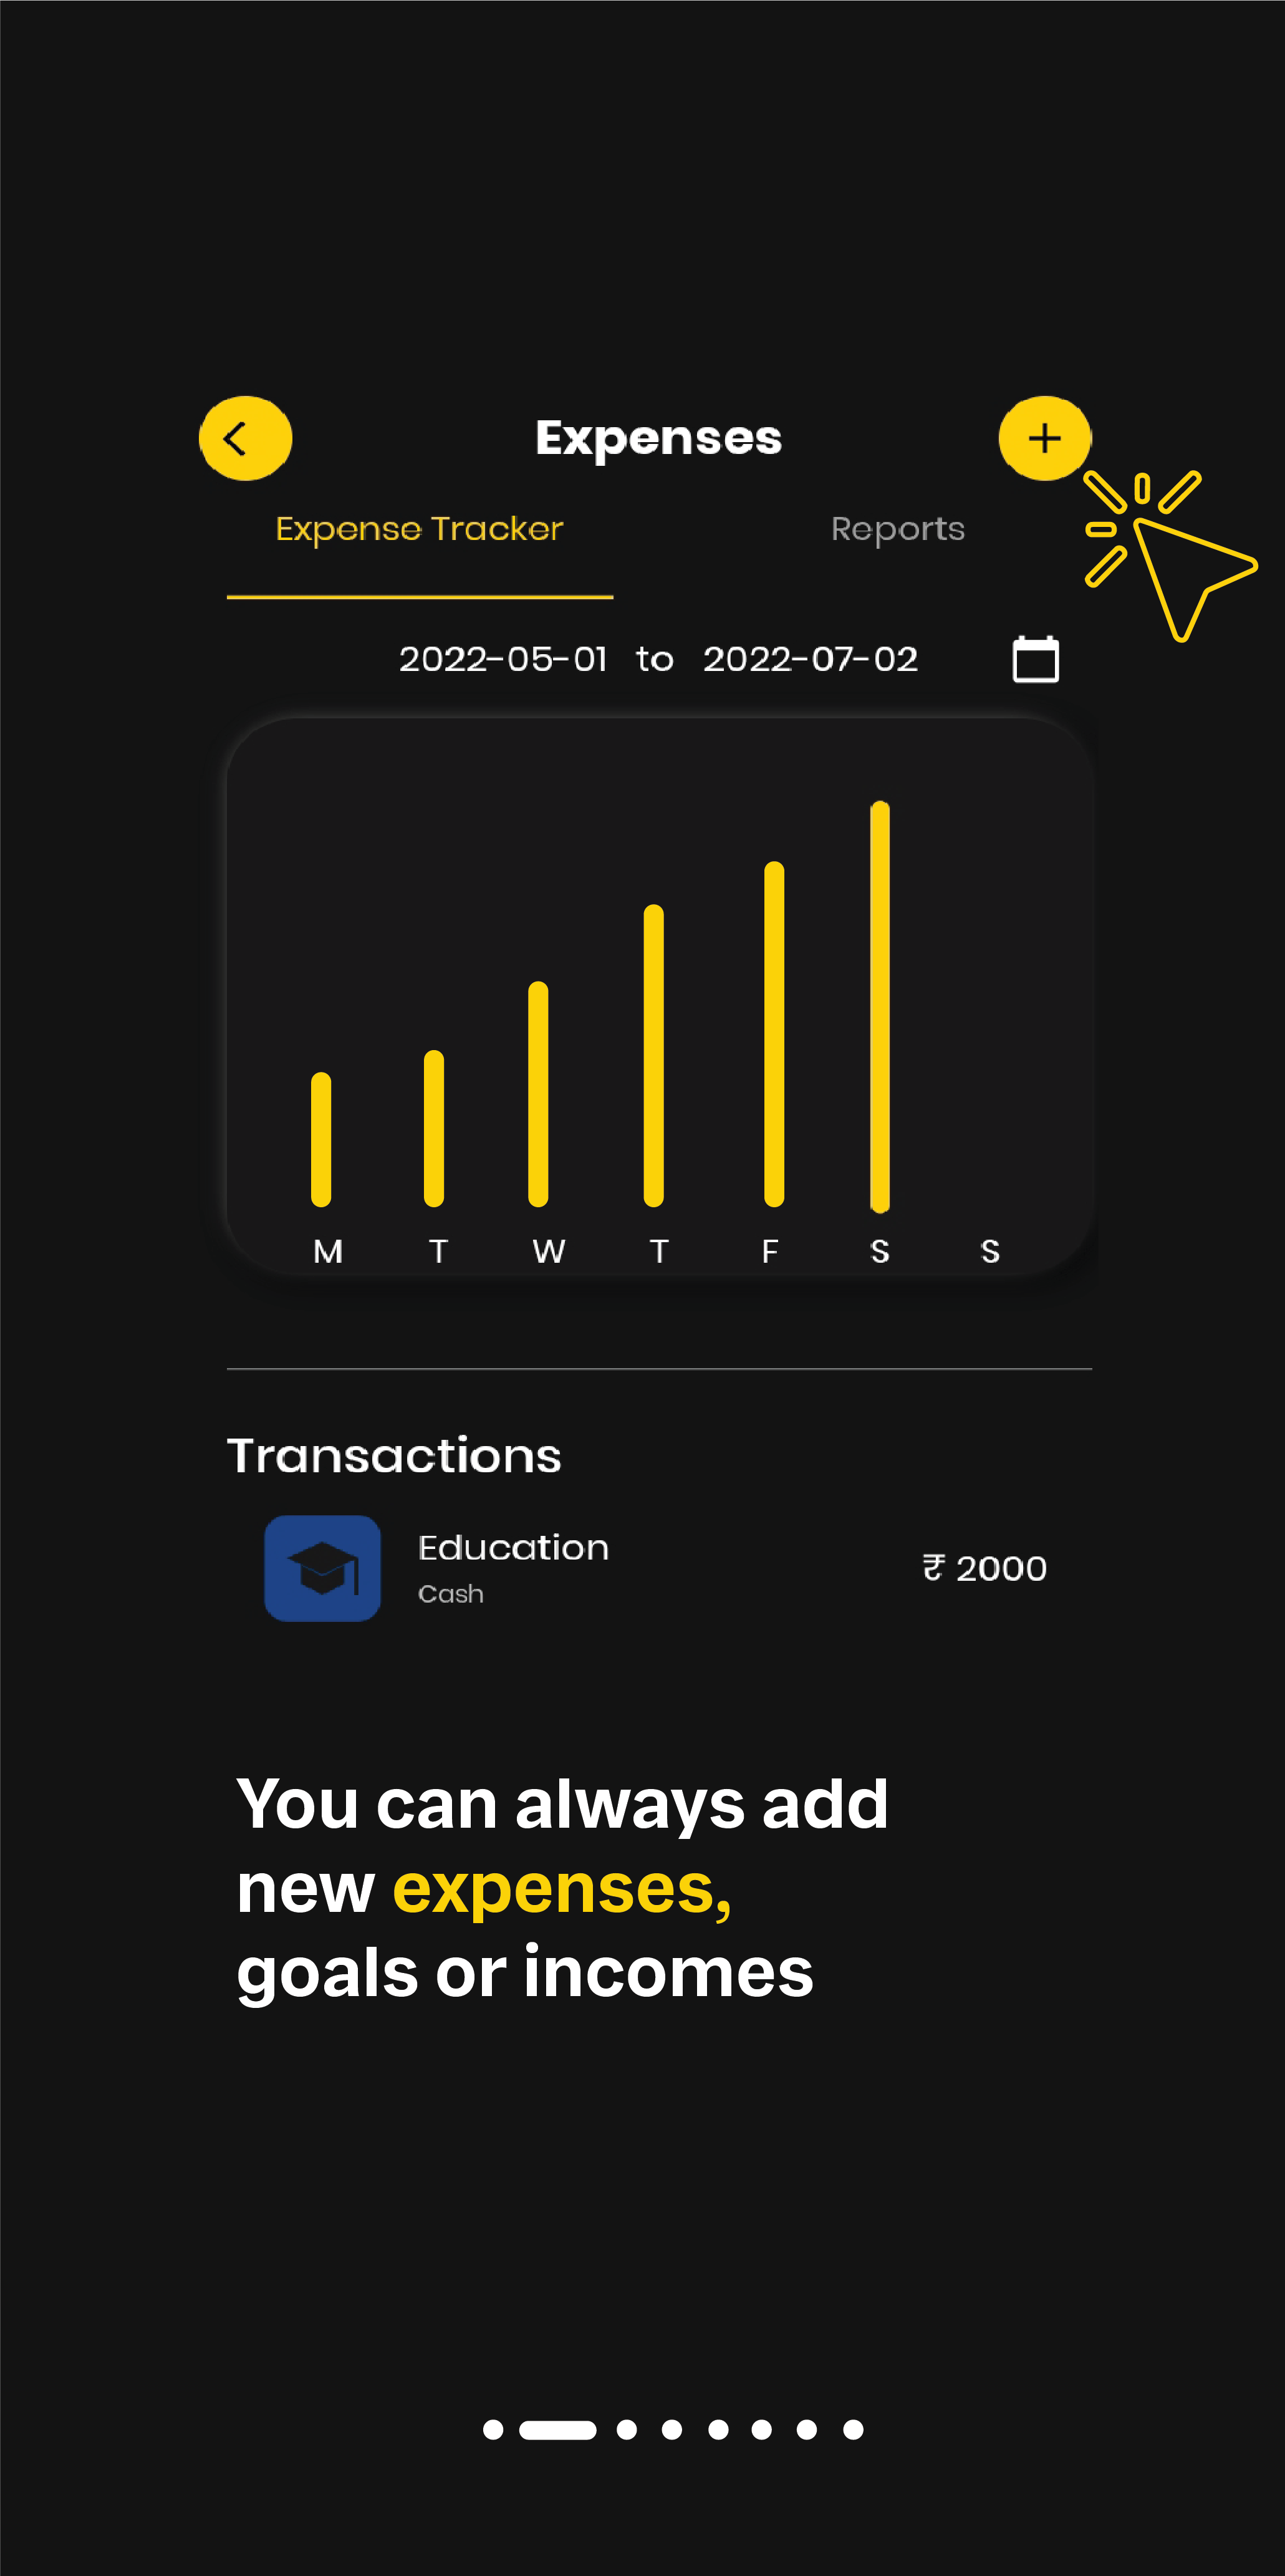 Expenses
Expense Tracker Reports
2022-05-01 to 2022-07-02
M T W T F S S
Transactions
Education
Cash
₹ 2000
You can always add
new expenses,
goals or incomes